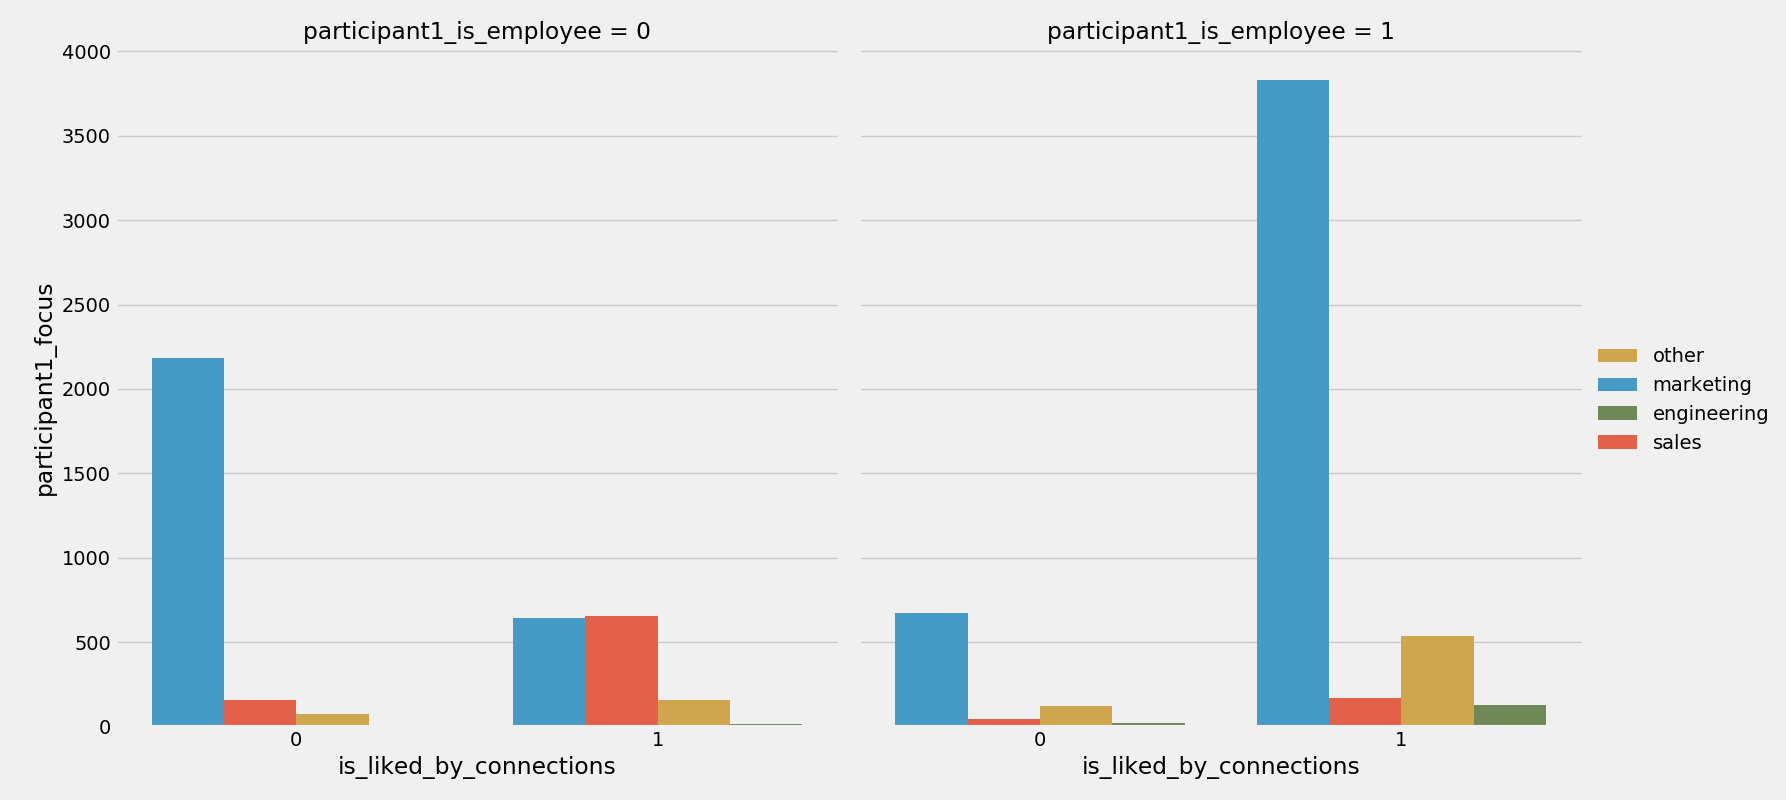 participant1_is_employee = 0
participant1_is_employee = 1
4000
3500
3000
2500
2000
1500
1000
500
0
participant1_focus
0
1
0
1
is_liked_by_connections
is_liked_by_connections
other
marketing
engineering
sales